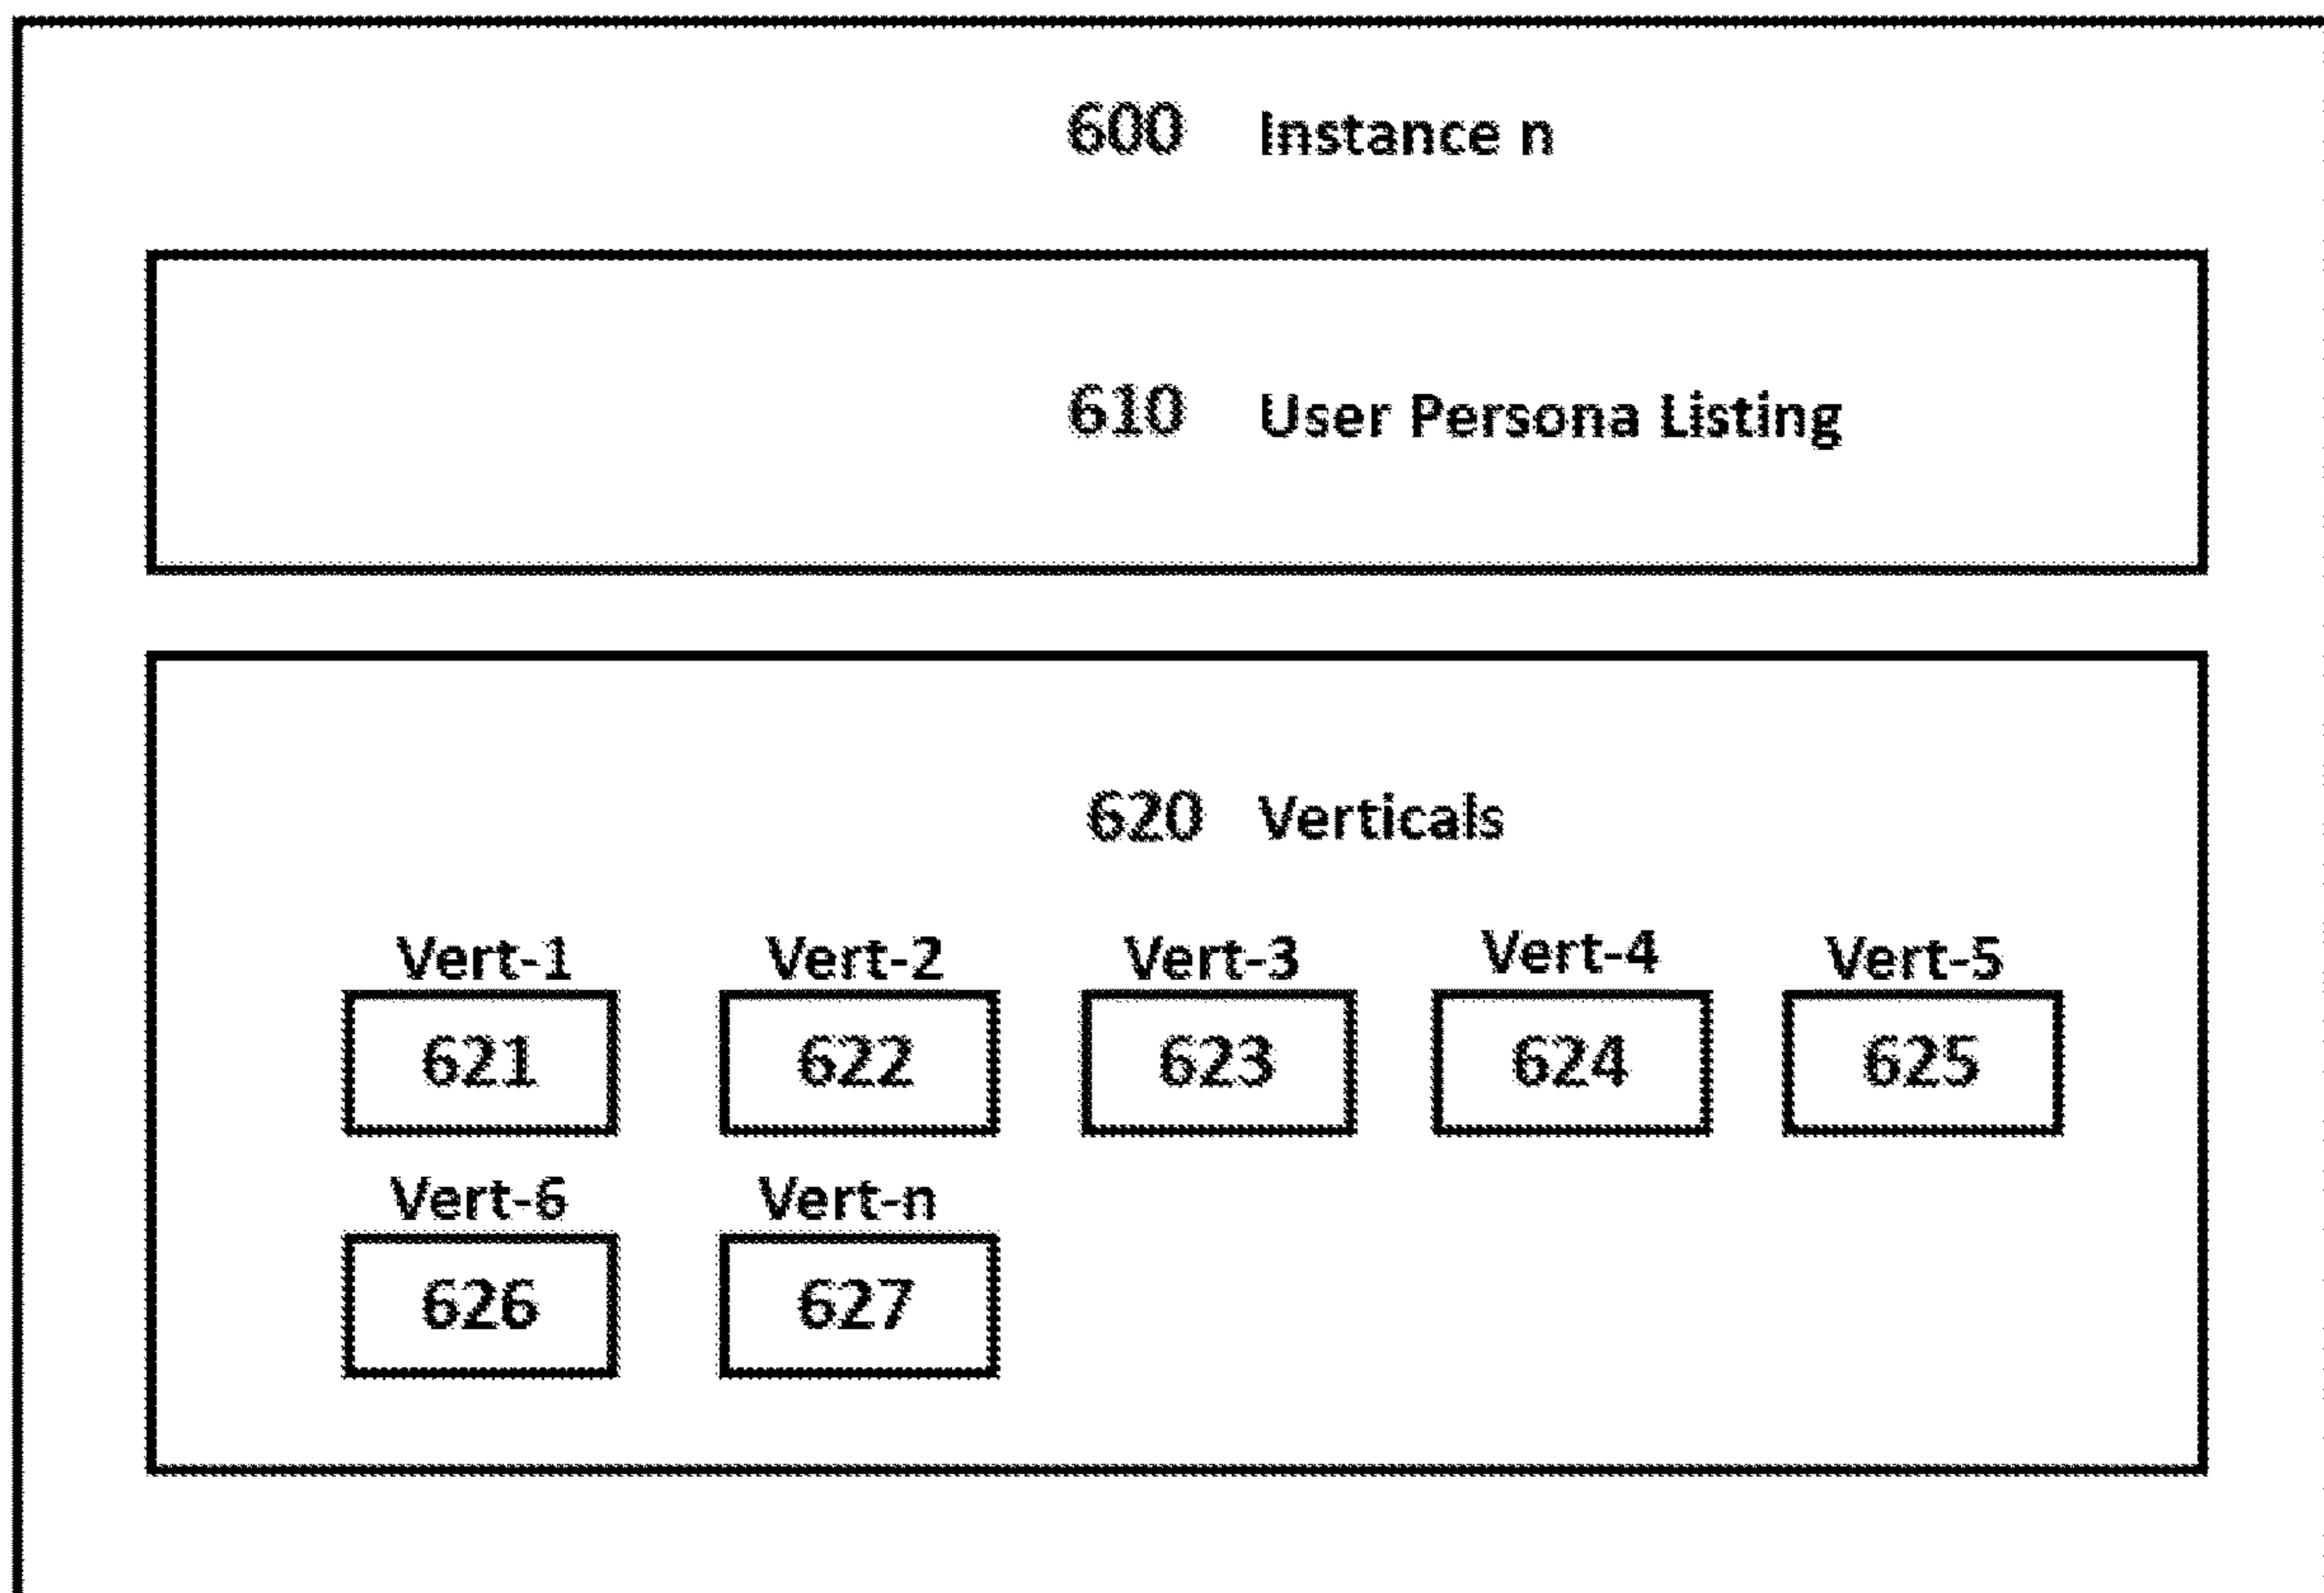 600 Instance n
610 User Persona Listing
620 Verticals
Vert-1 Vert-2 Vert-3 Vert-4 Vert-5
621 622 623 624 625
Vert-6 Vert-n
626 627